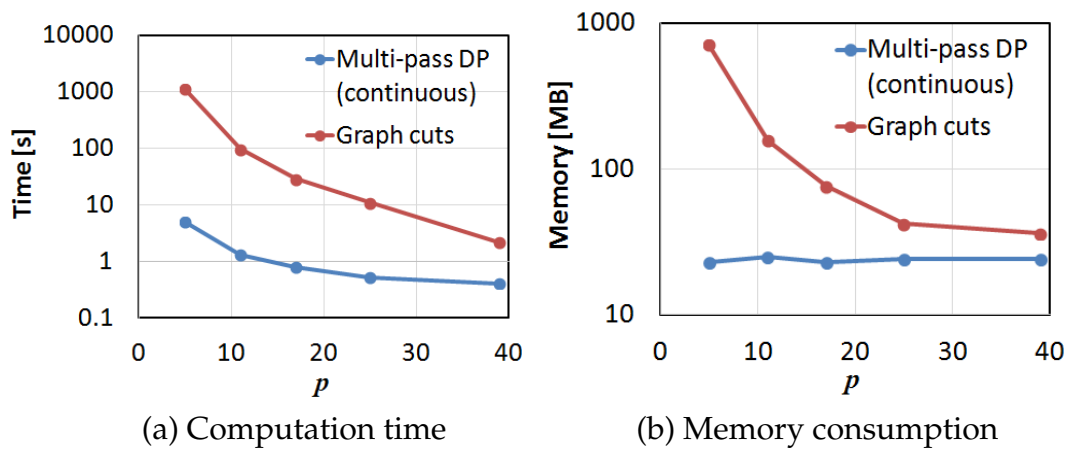 10000
1000
100
10
1
0.1
Time [s]
Multi-pass DP
(continuous)
Graph cuts
0 10 20 30 40
p
(a) Computation time
1000
100
10
Memory [MB]
Multi-pass DP
(continuous)
Graph cuts
0 10 20 30 40
p
(b) Memory consumption